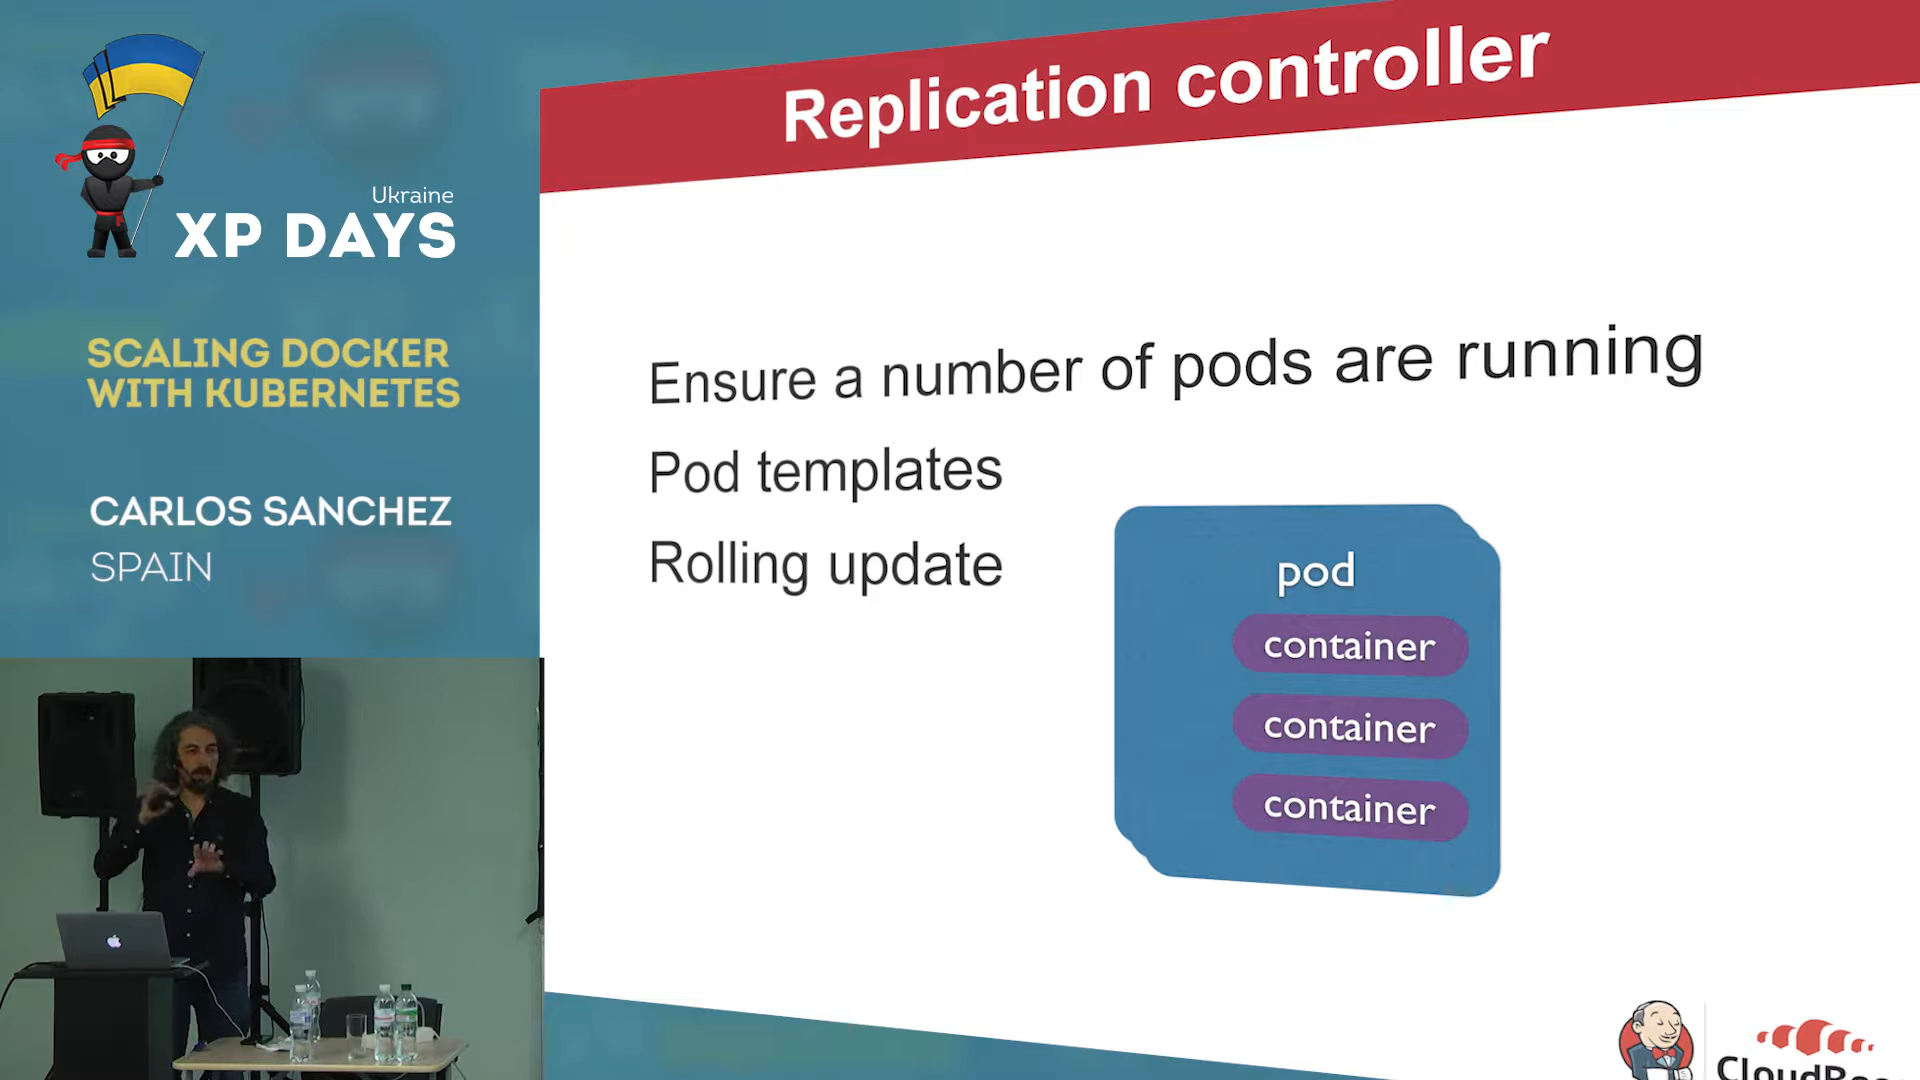 Ukraine
XP DAYS
SCALING DOCKER
WITH KUBERNETES
CARLOS SANCHEZ
SPAIN
Replication controller
Ensure a number of pods are running
Pod templates
Rolling update
pod
container
container
container